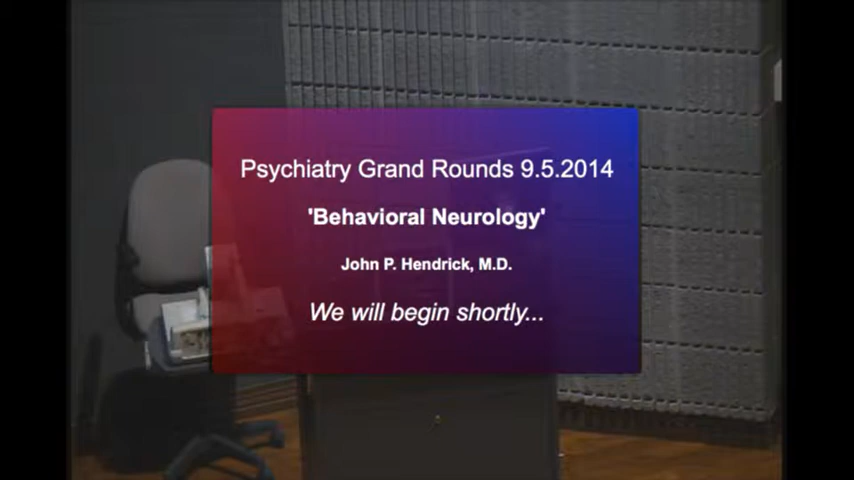 Psychiatry Grand Rounds 9.5.2014
'Behavioral Neurology'
John P. Hendrick, M.D.
We will begin shortly...